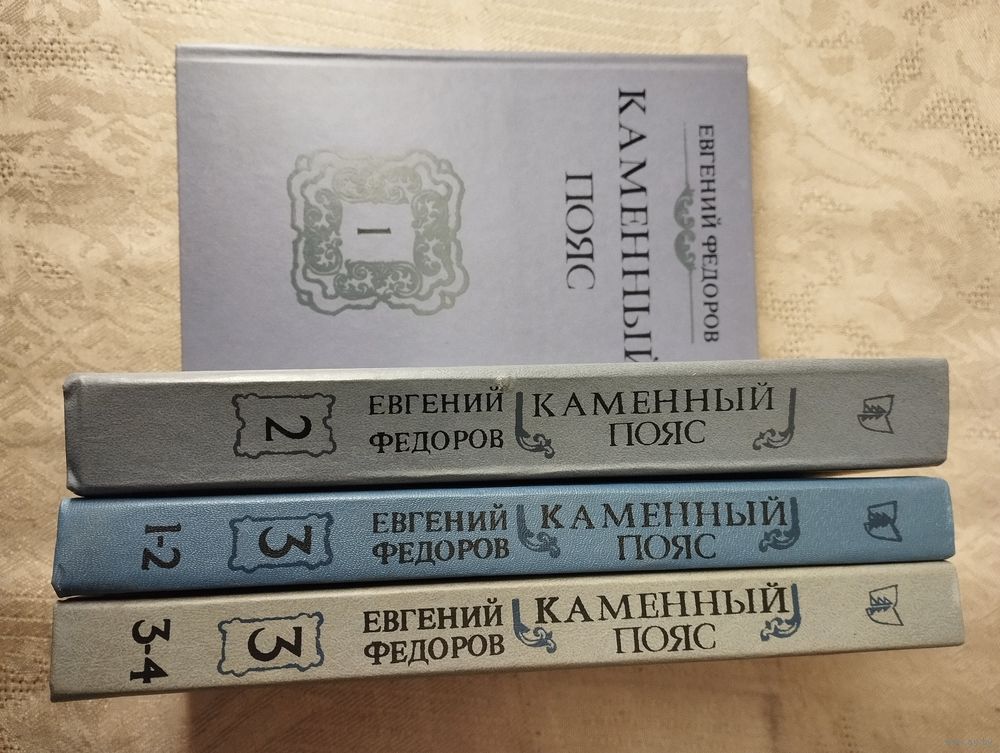 ЕВГЕНИЙ ФЕДОРОВ
КАМЕННЫЙ
ПОЯС
1
2
ЕВГЕНИЙ
ФЕДОРОВ
КАМЕННЫЙ
ПОЯС
1-2
3
ЕВГЕНИЙ
ФЕДОРОВ
КАМЕННЫЙ
ПОЯС
3-4
3
ЕВГЕНИЙ
ФЕДОРОВ
КАМЕННЫЙ
ПОЯС